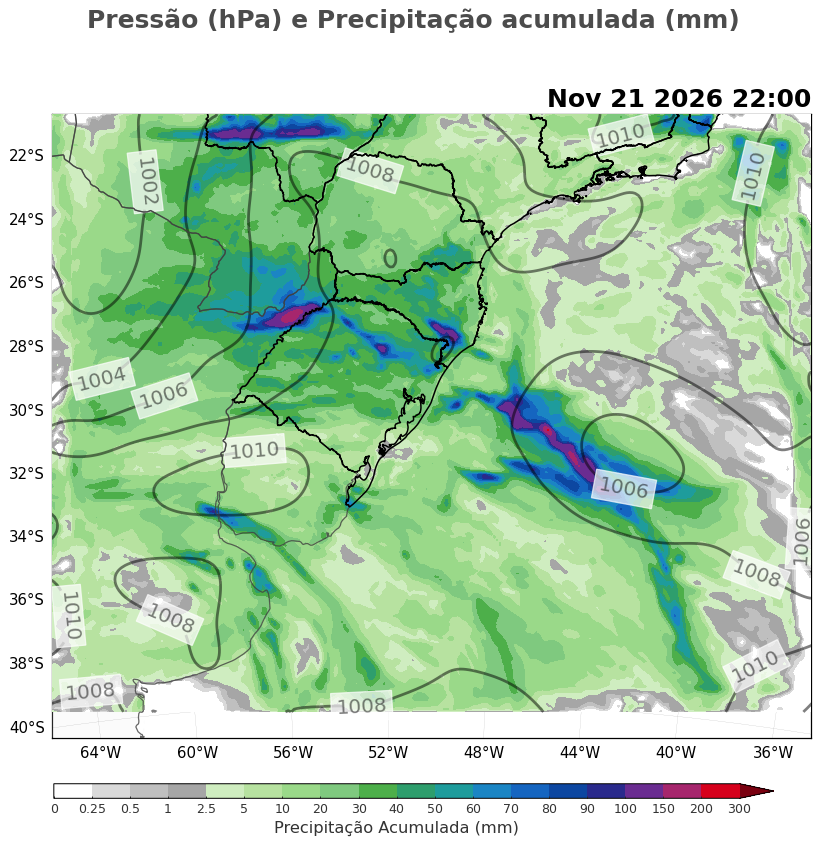 Pressão (hPa) e Precipitação acumulada (mm)
Nov 21 2026 22:00
1010
1008
1010
1002
22°S
24°S
26°S
28°S
30°S
32°S
34°S
36°S
38°S
40°S
1004
1006
1010
1006
1006
1008
1008
1010
1010
1008
1008
64°W 60°W 56°W 52°W 48°W 44°W 40°W 36°W
0 0.25 0.5 1 2.5 5 10 20 30 40 50 60 70 80 90 100 150 200 300
Precipitação Acumulada (mm)